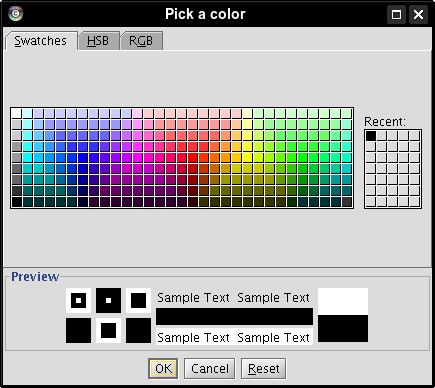 Pick a color
Swatches HSB RGB
Recent:
Preview
Sample Text Sample Text
Sample Text Sample Text
OK Cancel Reset